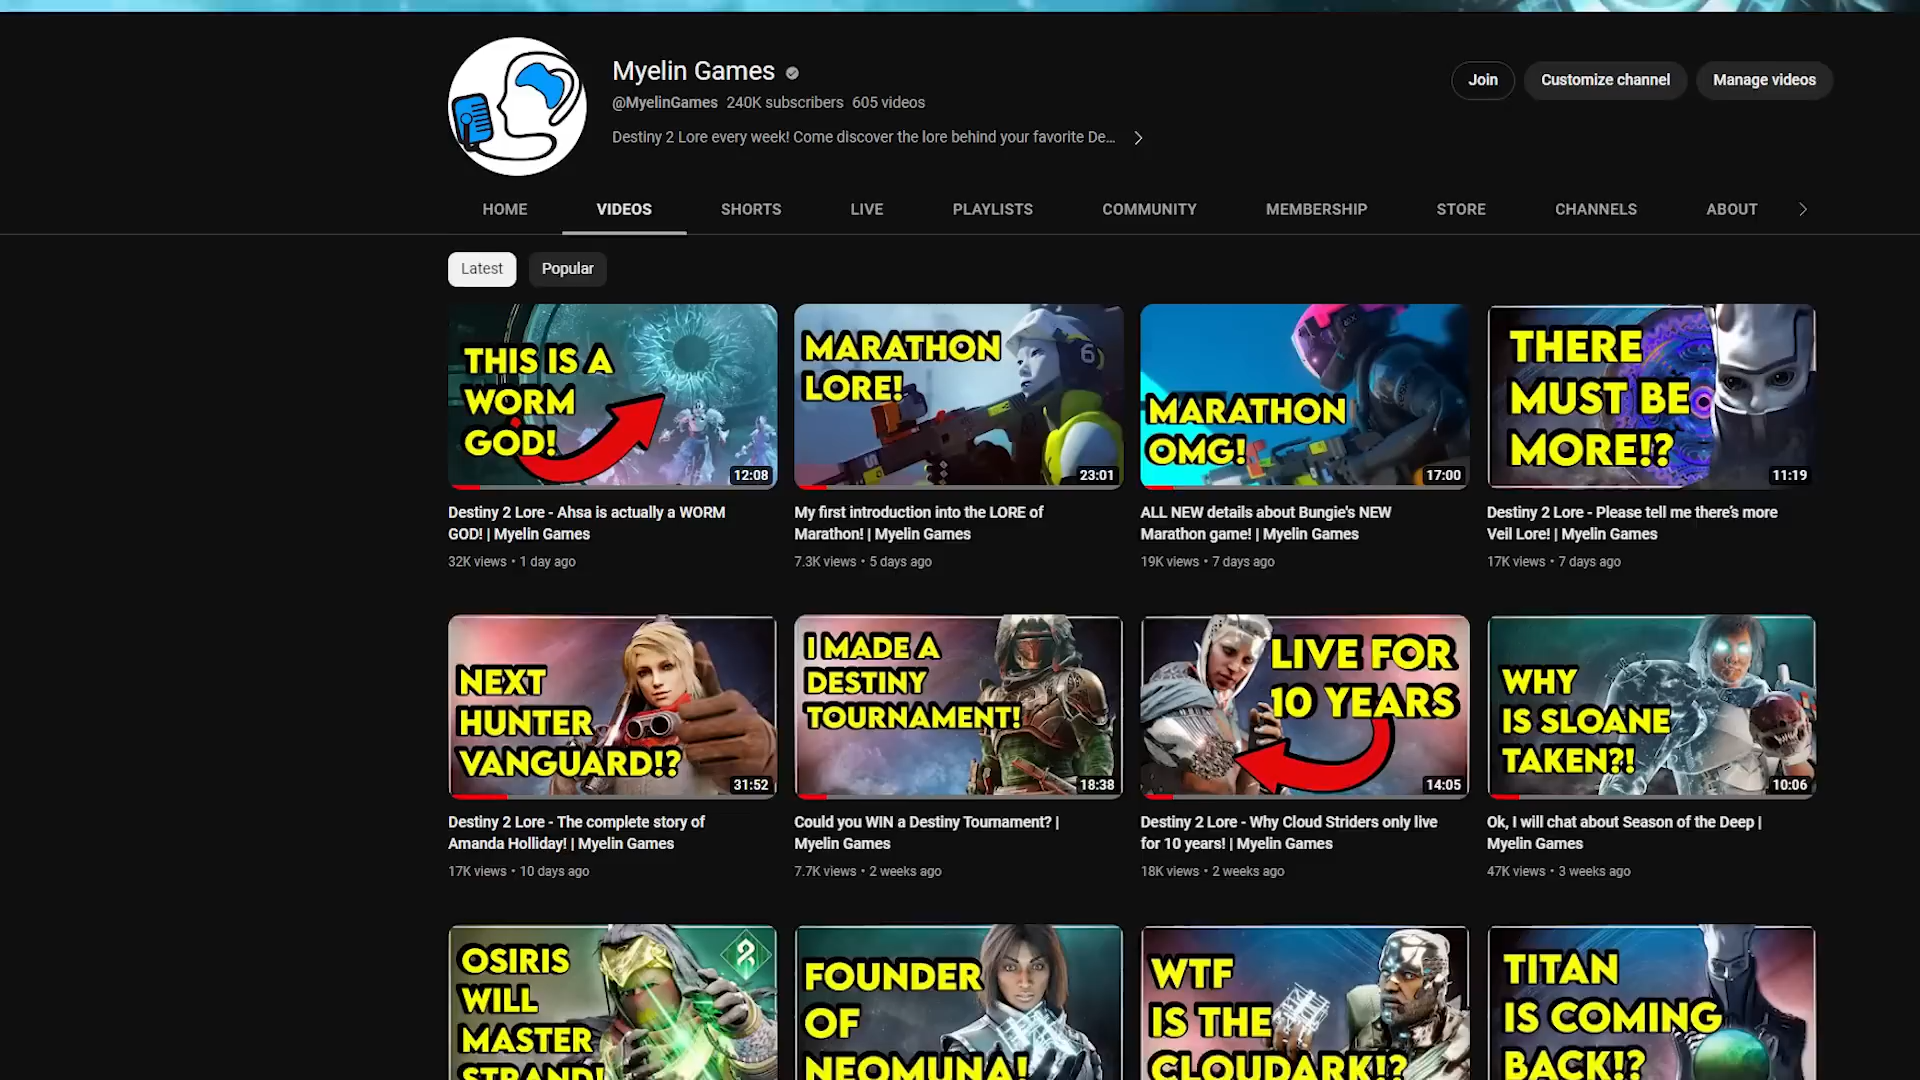 Myelin Games
@MyelinGames 240K subscribers 605 videos
Destiny 2 Lore every week! Come discover the lore behind your favorite De...
Join
Customize channel
Manage videos
HOME VIDEOS SHORTS LIVE PLAYLISTS COMMUNITY MEMBERSHIP STORE CHANNELS ABOUT
Latest Popular
THIS IS A
WORM
GOD!
12:08
Destiny 2 Lore - Ahsa is actually a WORM
GOD! | Myelin Games
32K views • 1 day ago
MARATHON
LORE!
6
23:01
My first introduction into the LORE of
Marathon! | Myelin Games
7.3K views • 5 days ago
MARATHON
OMG!
17:00
ALL NEW details about Bungie's NEW
Marathon game! | Myelin Games
19K views • 7 days ago
THERE
MUST BE
MORE!?
11:19
Destiny 2 Lore - Please tell me there's more
Veil Lore! | Myelin Games
17K views • 7 days ago
NEXT
HUNTER
VANGUARD!?
31:52
Destiny 2 Lore - The complete story of
Amanda Holliday! | Myelin Games
17K views • 10 days ago
I MADE A
DESTINY
TOURNAMENT!
18:38
Could you WIN a Destiny Tournament? |
Myelin Games
7.7K views • 2 weeks ago
LIVE FOR
10 YEARS
14:05
Destiny 2 Lore - Why Cloud Striders only live
for 10 years! | Myelin Games
18K views • 2 weeks ago
WHY
IS SLOANE
TAKEN?!
10:06
Ok, I will chat about Season of the Deep |
Myelin Games
47K views • 3 weeks ago
OSIRIS
WILL
MASTER
STRAND!
FOUNDER
OF
NEOMUNA!
WTF
IS THE
CLOUDARK!?
TITAN
IS COMING
BACK!?